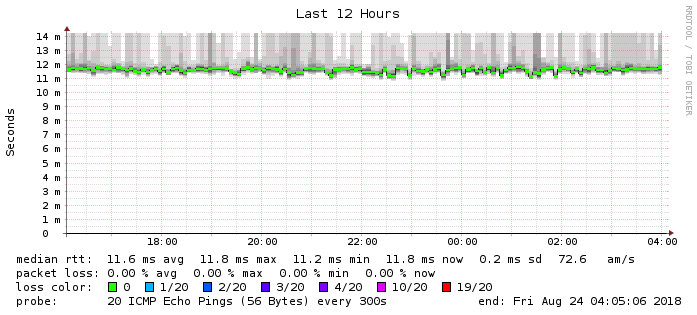 Last 12 Hours
RRDTOOL / TOBI OETIKER
Seconds
14 m
13 m
12 m
11 m
10 m
9 m
8 m
7 m
6 m
5 m
4 m
3 m
2 m
1 m
0
18:00 20:00 22:00 00:00 02:00 04:00
median rtt: 11.6 ms avg 11.8 ms max 11.2 ms min 11.8 ms now 0.2 ms sd 72.6 am/s
packet loss: 0.00 % avg 0.00 % max 0.00 % min 0.00 % now
loss color: 0 1/20 2/20 3/20 4/20 10/20 19/20
probe: 20 ICMP Echo Pings (56 Bytes) every 300s end: Fri Aug 24 04:05:06 2018